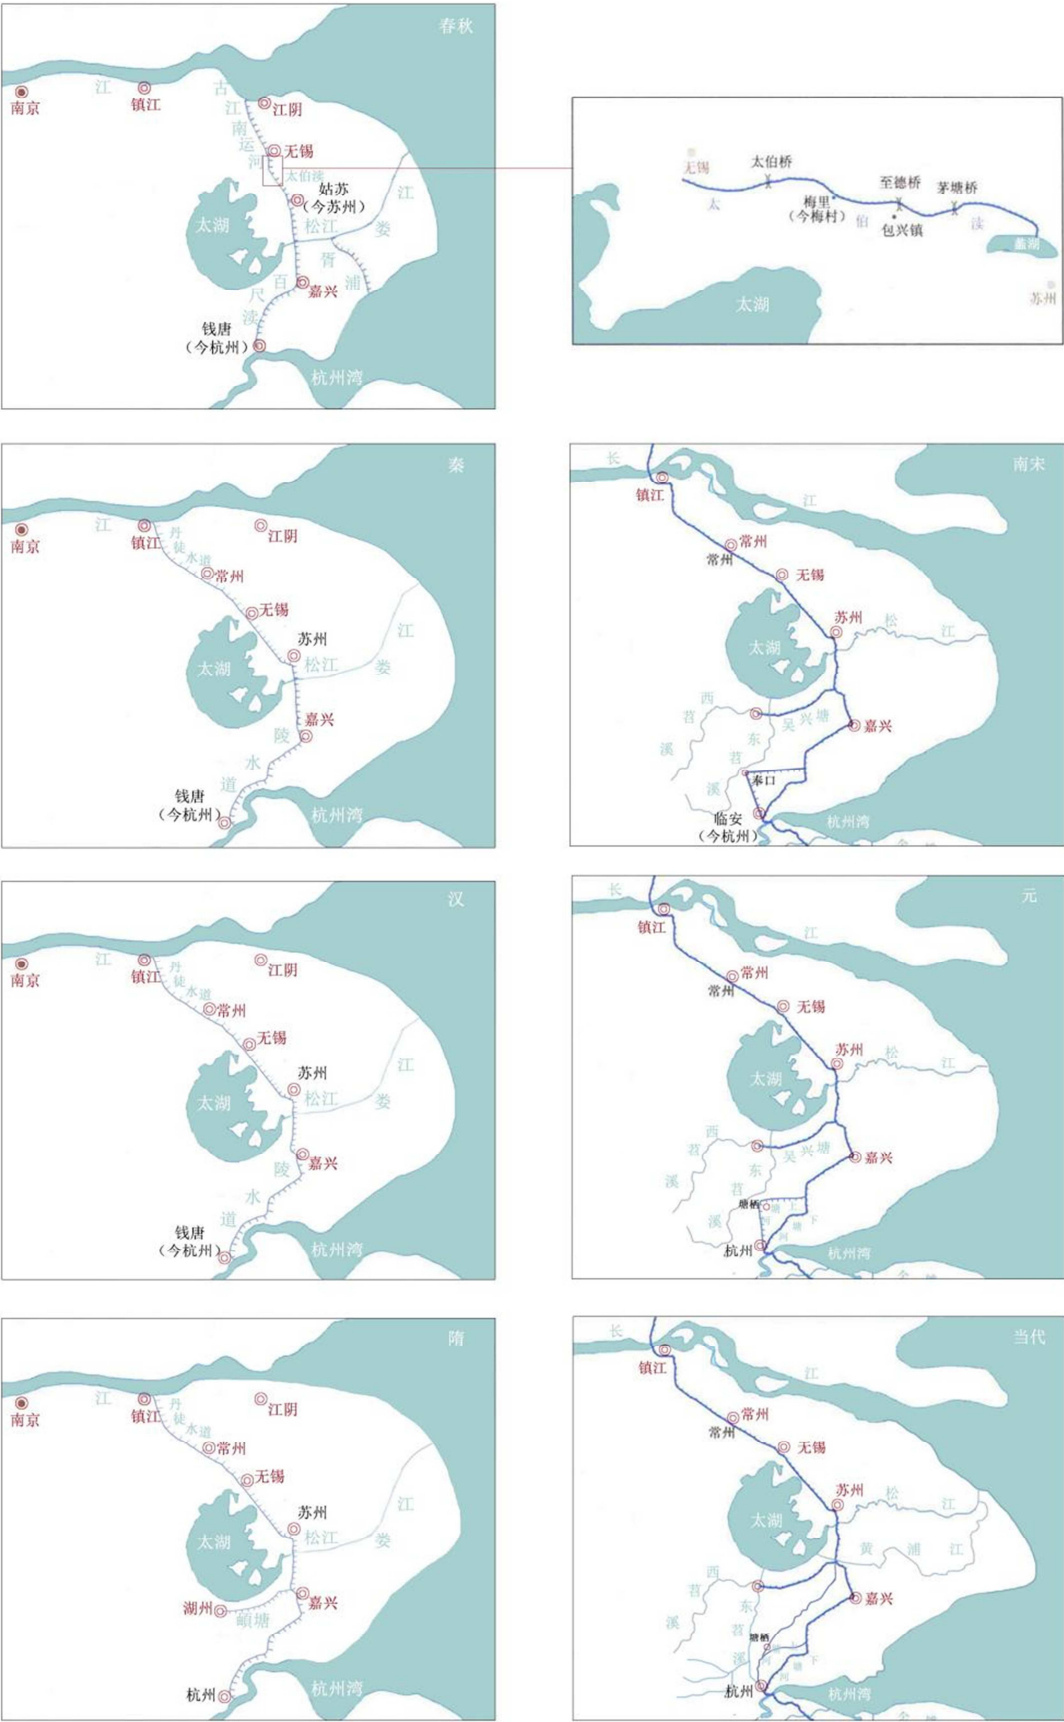 春秋
江
古
江
南
运
河
南京
镇江
江阴
无锡
太伯渎
姑苏
（今苏州）
太湖
松江
娄
江
胥
浦
百
尺
渎
嘉兴
钱唐
（今杭州）
杭州湾
无锡
太伯桥
太
梅里
（今梅村）
伯
至德桥
包兴镇
茅塘桥
渎
蠡湖
苏州
太湖
秦
江
南京
镇江
丹
徒
水道
江阴
常州
无锡
苏州
太湖
松江
娄
江
嘉兴
陵
水
道
钱唐
（今杭州）
杭州湾
南宋
长
江
镇江
常州
常州
无锡
苏州
太湖
松
江
西
苕
溪
东
苕
溪
吴兴塘
嘉兴
奉口
临安
（今杭州）
杭州湾
汉
江
南京
镇江
丹
徒
水道
江阴
常州
无锡
苏州
太湖
松江
娄
江
嘉兴
陵
水
道
钱唐
（今杭州）
杭州湾
元
长
江
镇江
常州
常州
无锡
苏州
太湖
松
江
西
苕
溪
东
苕
溪
吴兴塘
嘉兴
塘栖
上
塘
河
下
塘
河
杭州
杭州湾
隋
江
南京
镇江
丹
徒
水道
江阴
常州
无锡
苏州
太湖
松江
娄
江
湖州
頔塘
嘉兴
杭州
杭州湾
当代
长
江
镇江
常州
常州
无锡
苏州
太湖
松
江
黄浦江
西
苕
溪
东
苕
溪
嘉兴
塘栖
上
河
下
塘
河
杭州
杭州湾